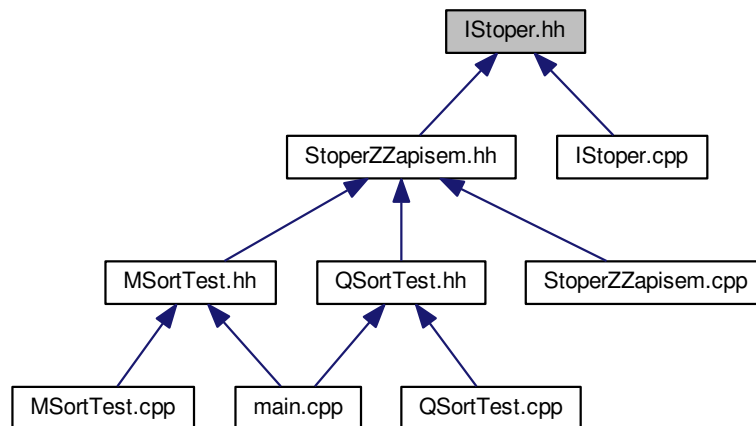 IStoper.hh
StoperZZapisem.hh
IStoper.cpp
MSortTest.hh
QSortTest.hh
StoperZZapisem.cpp
MSortTest.cpp
main.cpp
QSortTest.cpp